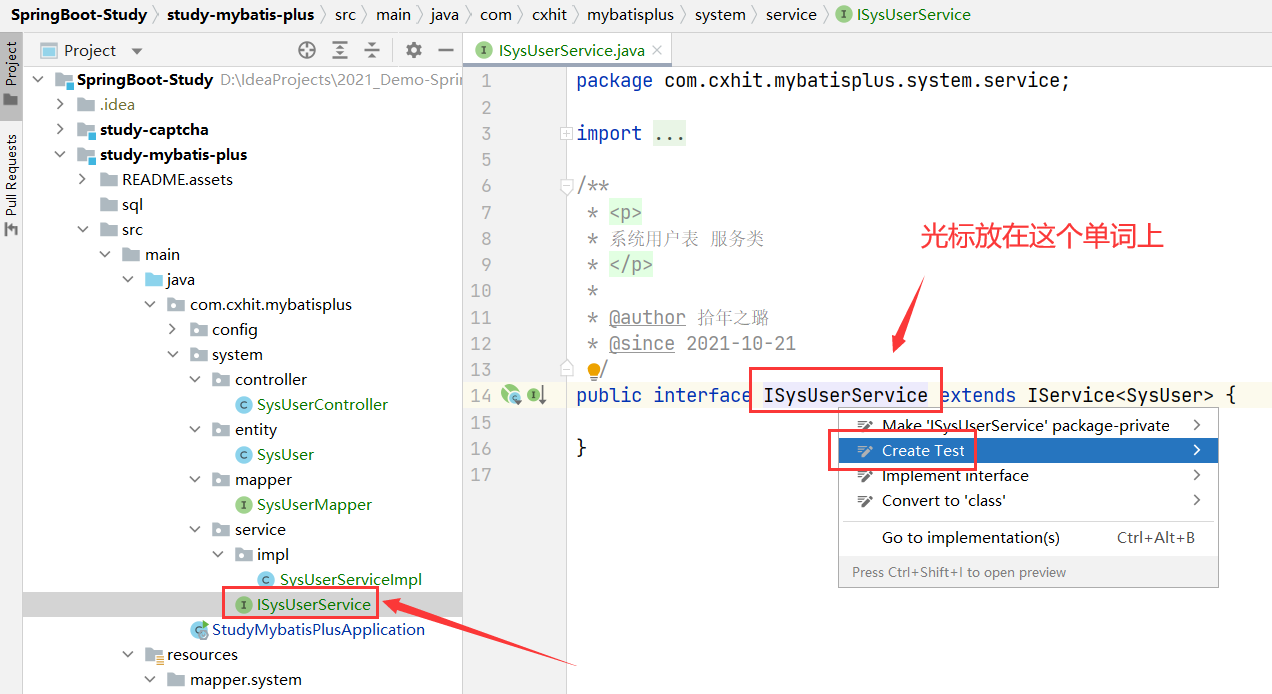 SpringBoot-Study study-mybatis-plus src main java com cxhit mybatisplus system service I ISysUserService
Project
Pull Requests
Project
SpringBoot-Study D:\IdeaProjects\2021_Demo-Sprin
.idea
study-captcha
study-mybatis-plus
README.assets
sql
src
main
java
com.cxhit.mybatisplus
config
system
controller
C SysUserController
entity
C SysUser
mapper
I SysUserMapper
service
impl
C SysUserServiceImpl
I ISysUserService
C StudyMybatisPlusApplication
resources
mapper.system
I ISysUserService.java
1 package com.cxhit.mybatisplus.system.service;
2
3 import ...
5
6 /**
7 * <p>
8 * 系统用户表 服务类
9 * </p>
10 *
11 * @author 拾年之璐
12 * @since 2021-10-21
13 */
14 public interface ISysUserService extends IService<SysUser> {
15
16 }
17
光标放在这个单词上
Make 'ISysUserService' package-private
Create Test
Implement interface
Convert to 'class'
Go to implementation(s) Ctrl+Alt+B
Press Ctrl+Shift+I to open preview